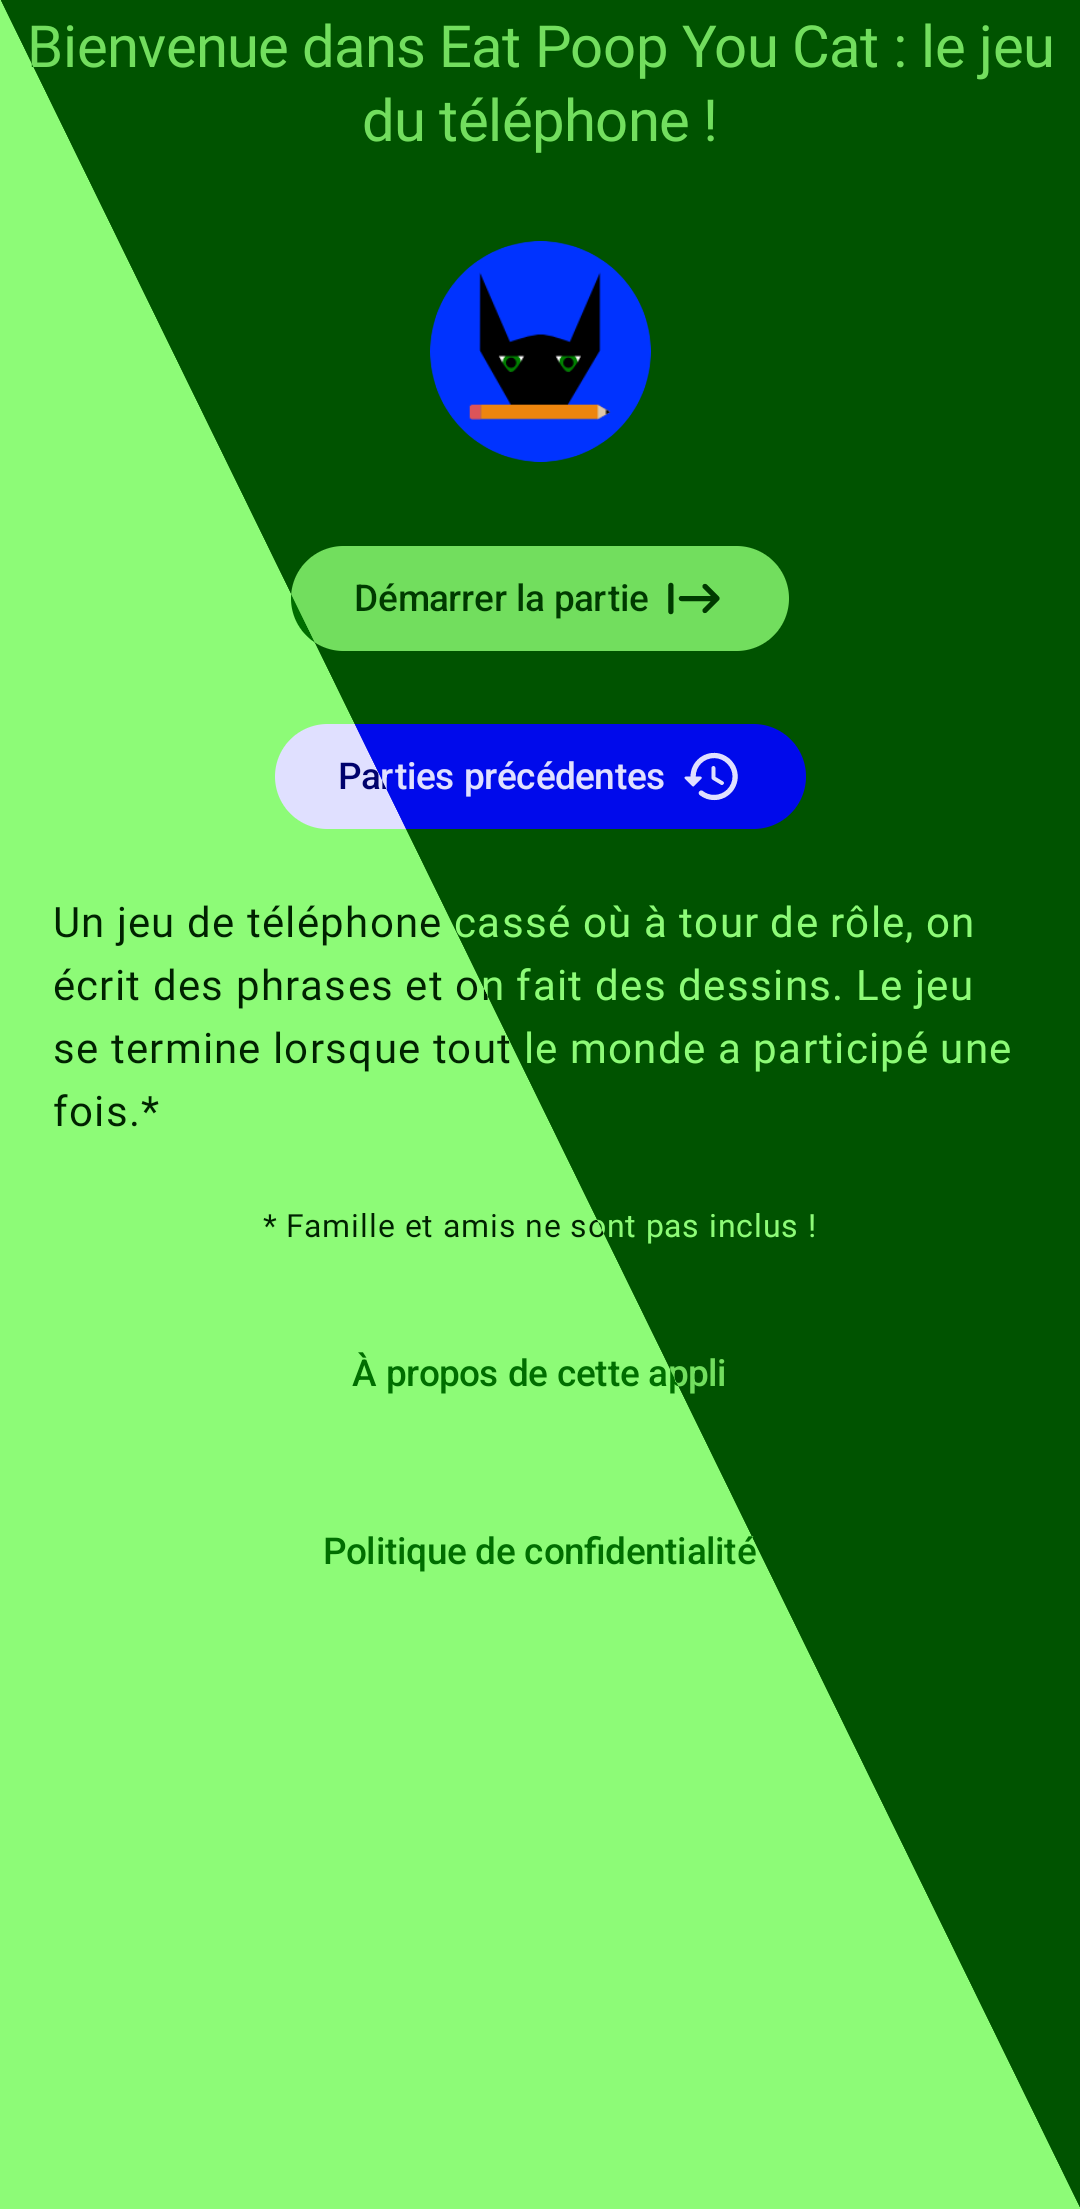 Bienvenue dans Eat Poop You Cat : le jeu
du téléphone !
Démarrer la partie
Parties précédentes
Un jeu de téléphone cassé où à tour de rôle, on
écrit des phrases et on fait des dessins. Le jeu
se termine lorsque tout le monde a participé une
fois.*
* Famille et amis ne sont pas inclus !
À propos de cette appli
Politique de confidentialité